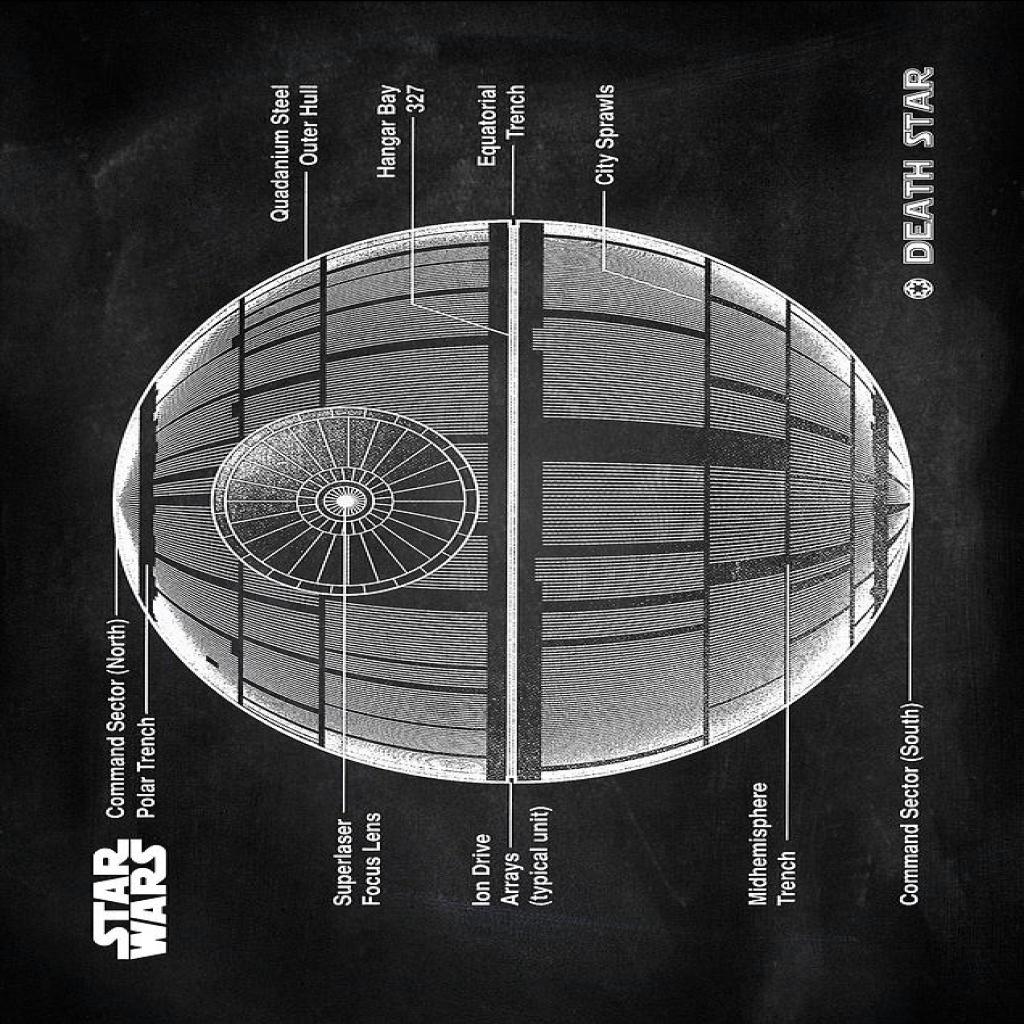 STAR
WARS
Command Sector (North)
Polar Trench
Superlaser
Focus Lens
Ion Drive
Arrays
(typical unit)
Midhemisphere
Trench
Command Sector (South)
Quadanium Steel
Outer Hull
Hangar Bay
327
Equatorial
Trench
City Sprawls
DEATH STAR